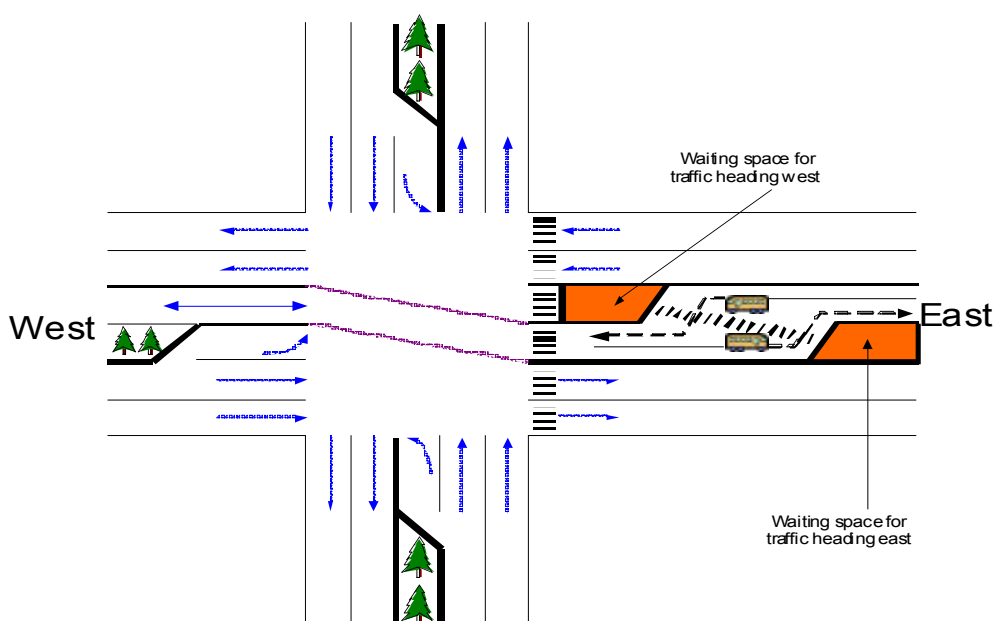 Waiting space for
traffic heading west
West
East
Waiting space for
traffic heading east